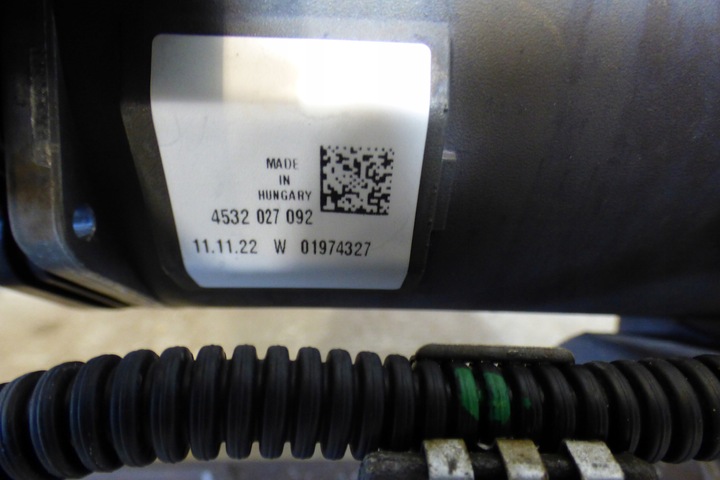 MADE
IN
HUNGARY
4532 027 092
11.11.22 W 01974327